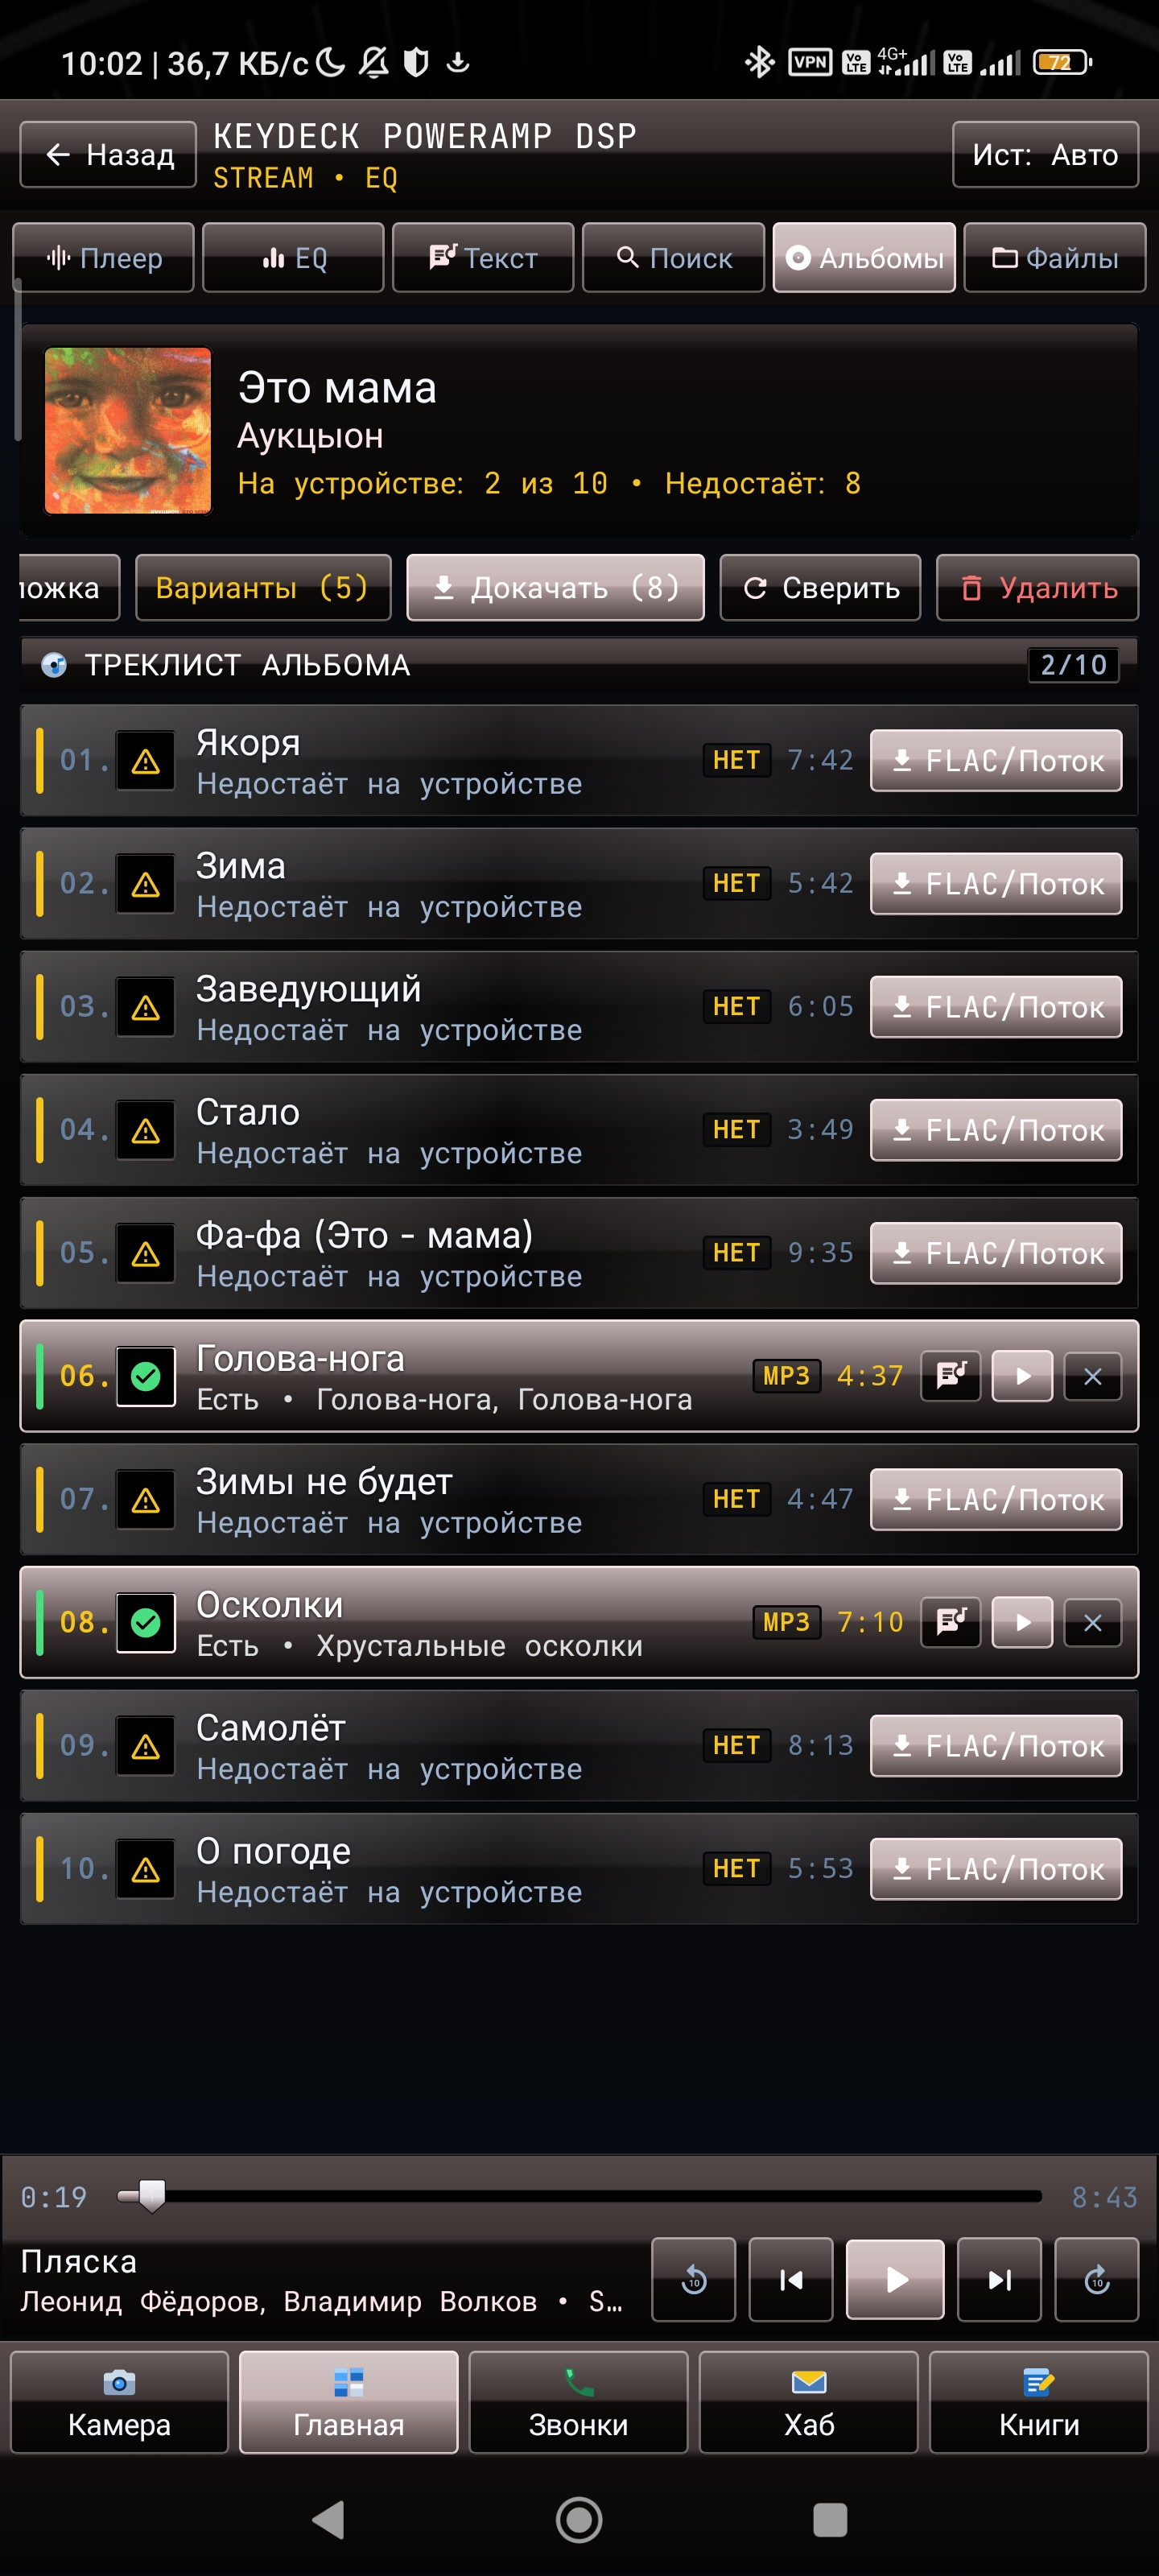 10:02 | 36,7 КБ/с VPN Vo LTE 4G+ Vo LTE 72
← Назад
KEYDECK POWERAMP DSP
STREAM • EQ
Ист: Авто
Плеер EQ Текст Поиск Альбомы Файлы
Это мама
Аукцыон
На устройстве: 2 из 10 • Недостаёт: 8
ложка Варианты (5) Докачать (8) Сверить Удалить
ТРЕКЛИСТ АЛЬБОМА 2/10
01. Якоря НЕТ 7:42 FLAC/Поток
Недостаёт на устройстве
02. Зима НЕТ 5:42 FLAC/Поток
Недостаёт на устройстве
03. Заведующий НЕТ 6:05 FLAC/Поток
Недостаёт на устройстве
04. Стало НЕТ 3:49 FLAC/Поток
Недостаёт на устройстве
05. Фа-фа (Это - мама) НЕТ 9:35 FLAC/Поток
Недостаёт на устройстве
06. Голова-нога MP3 4:37
Есть • Голова-нога, Голова-нога
07. Зимы не будет НЕТ 4:47 FLAC/Поток
Недостаёт на устройстве
08. Осколки MP3 7:10
Есть • Хрустальные осколки
09. Самолёт НЕТ 8:13 FLAC/Поток
Недостаёт на устройстве
10. О погоде НЕТ 5:53 FLAC/Поток
Недостаёт на устройстве
0:19 8:43
Пляска
Леонид Фёдоров, Владимир Волков • S…
10 10
Камера Главная Звонки Хаб Книги